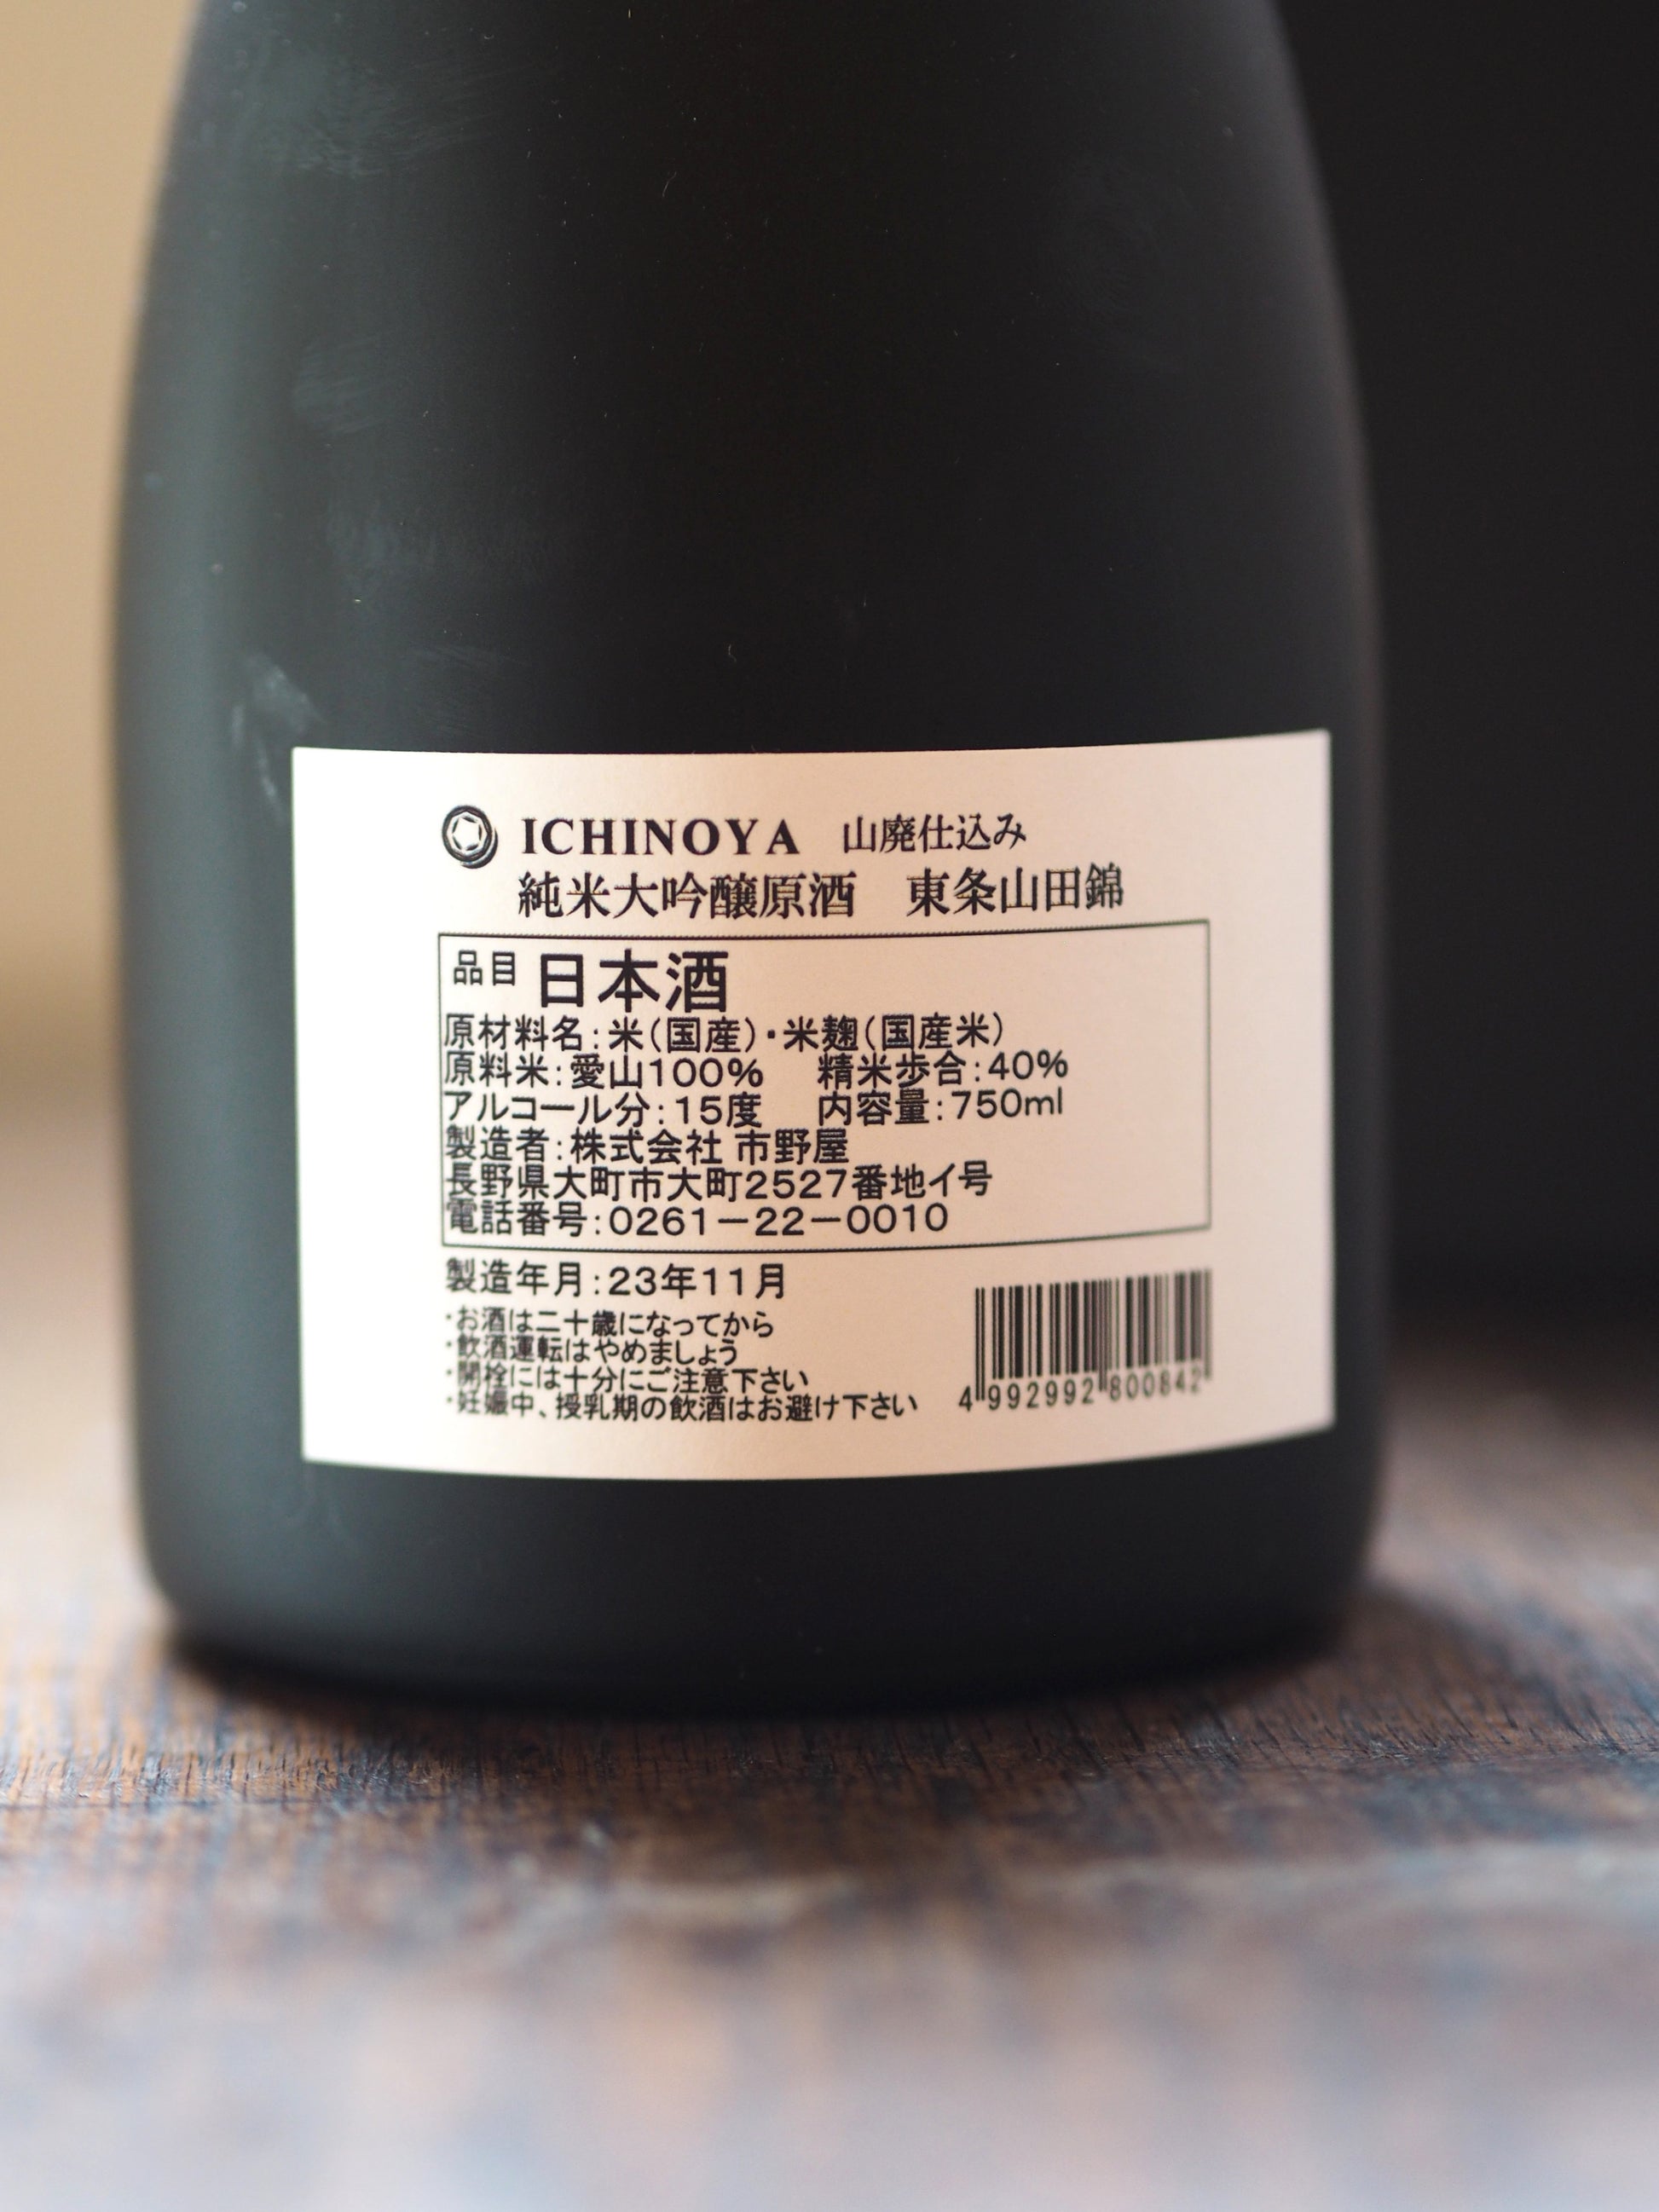 ICHINOYA 山廃仕込み
純米大吟醸原酒 東条山田錦
品目 日本酒
原材料名:米(国産)・米麹(国産米)
原料米:愛山100% 精米歩合:40%
アルコール分:15度 内容量:750ml
製造者:株式会社 市野屋
長野県大町市大町2527番地イ号
電話番号:0261-22-0010
製造年月:23年11月
・お酒は二十歳になってから
・飲酒運転はやめましょう
・開栓には十分にご注意下さい
・妊娠中、授乳期の飲酒はお避け下さい
4 992992 800842